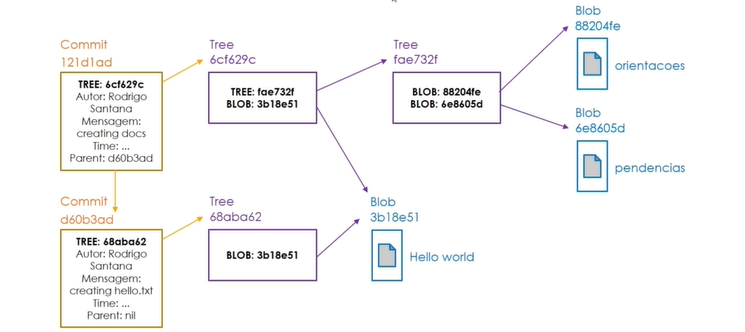 Commit
121d1ad
TREE: 6cf629c
Autor: Rodrigo
Santana
Mensagem:
creating docs
Time: ...
Parent: d60b3ad
Tree
6cf629c
TREE: fae732f
BLOB: 3b18e51
Tree
fae732f
BLOB: 88204fe
BLOB: 6e8605d
Blob
88204fe
orientacoes
Blob
6e8605d
pendencias
Commit
d60b3ad
TREE: 68aba62
Autor: Rodrigo
Santana
Mensagem:
creating hello.txt
Time: ...
Parent: nil
Tree
68aba62
BLOB: 3b18e51
Blob
3b18e51
Hello world